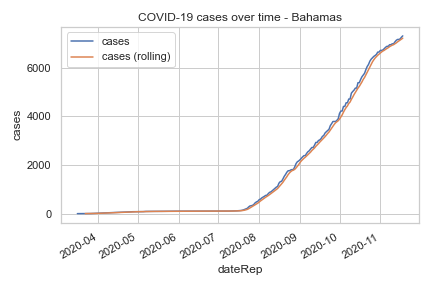 COVID-19 cases over time - Bahamas
cases
cases (rolling)
cases
6000
4000
2000
0
2020-04
2020-05
2020-06
2020-07
2020-08
2020-09
2020-10
2020-11
dateRep